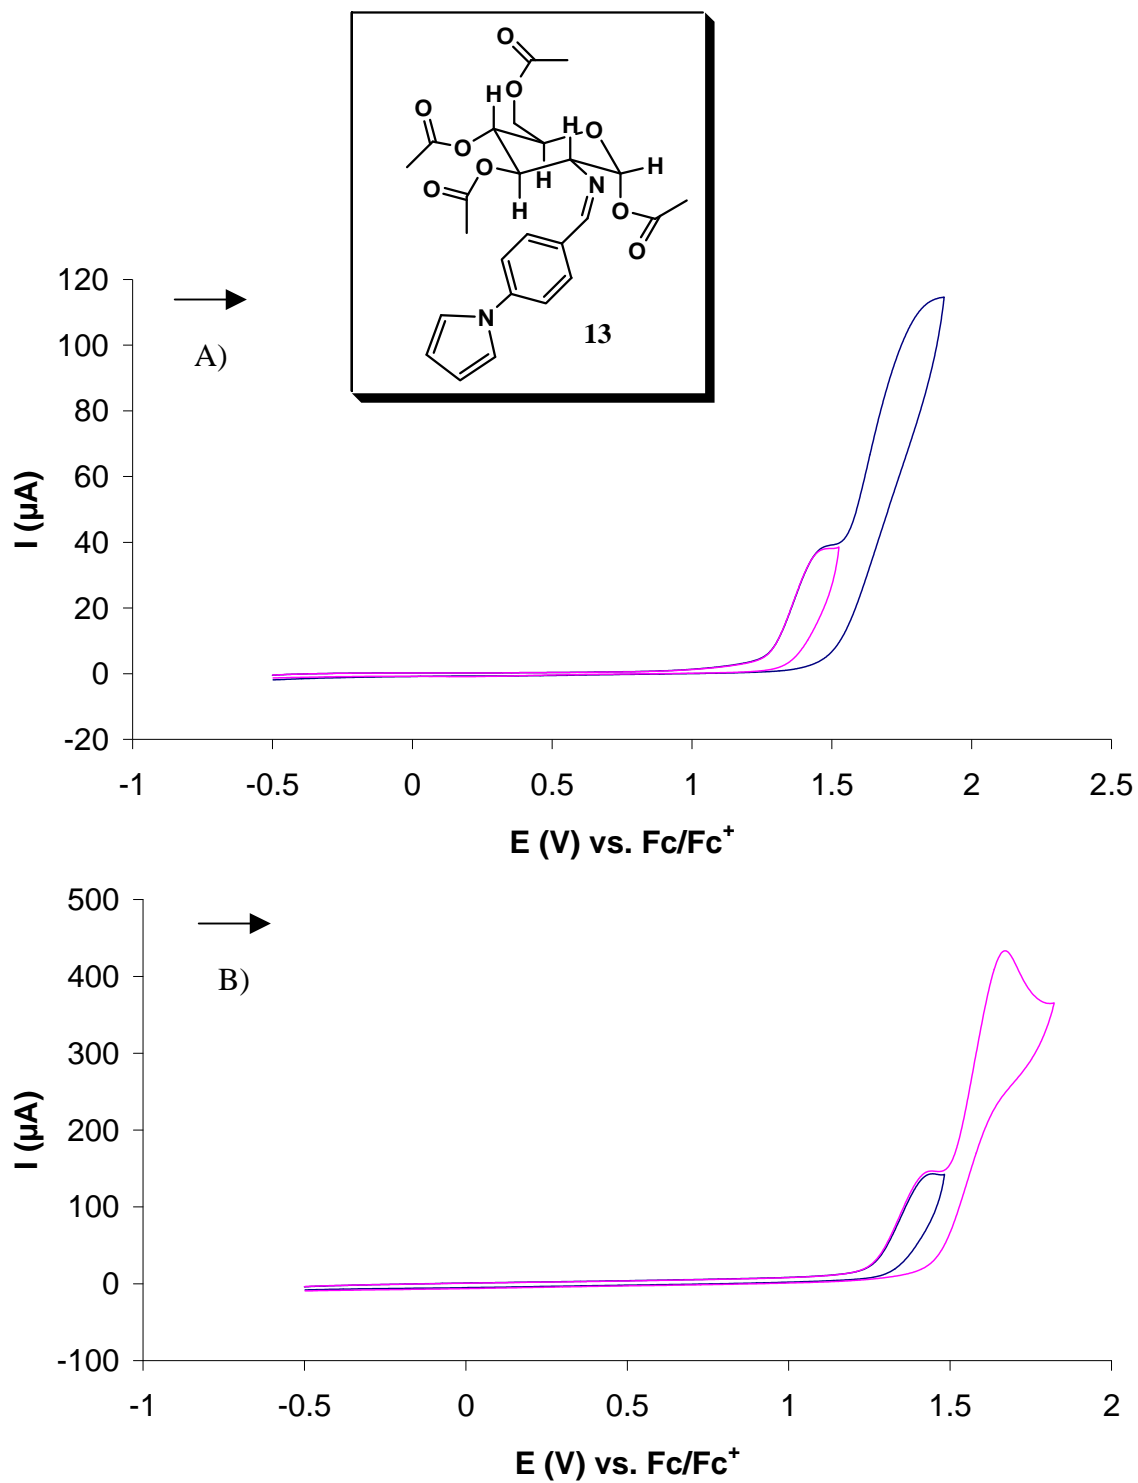 O
O
H
O
H
O
O
O
O
H
N
H
O
H
O
O
N
13
120
100
80
60
40
20
0
-20
A)
I (µA)
-1 -0.5 0 0.5 1 1.5 2 2.5
E (V) vs. Fc/Fc⁺
500
400
300
200
100
0
-100
B)
I (µA)
-1 -0.5 0 0.5 1 1.5 2
E (V) vs. Fc/Fc⁺